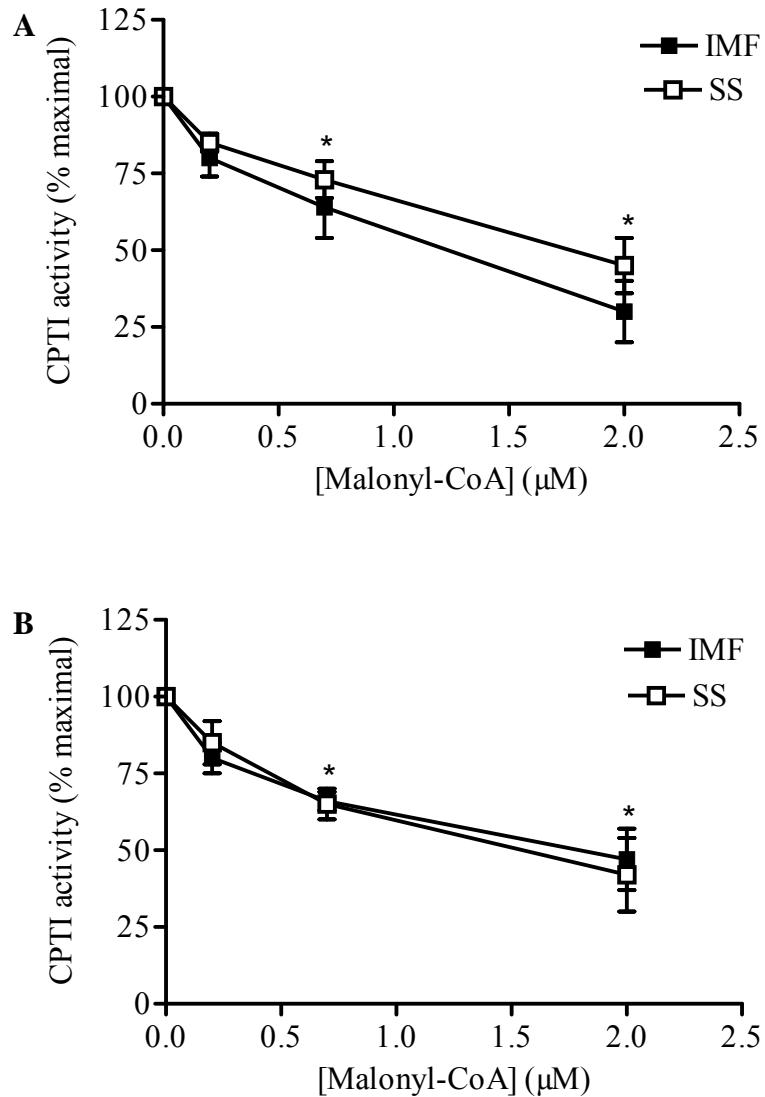 A
125
100
75
50
25
0
CPTI activity (% maximal)
IMF
SS
*
*
0.0 0.5 1.0 1.5 2.0 2.5
[Malonyl-CoA] (μM)
B
125
100
75
50
25
0
CPTI activity (% maximal)
IMF
SS
*
*
0.0 0.5 1.0 1.5 2.0 2.5
[Malonyl-CoA] (μM)